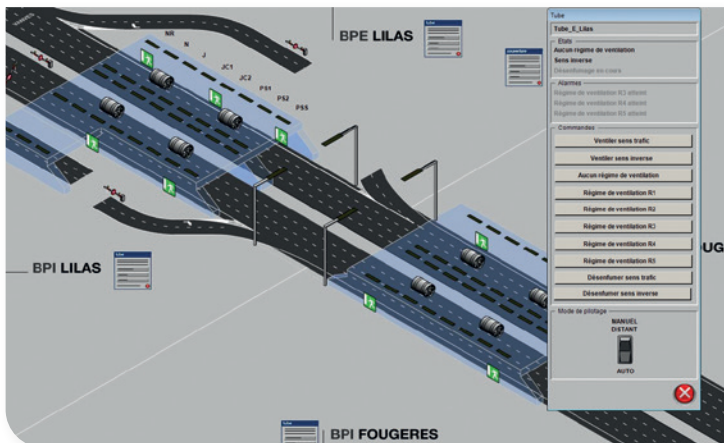 VANVES
NR
N
J
JC1
JC2
PS1
PS2
PSS
BPE LILAS
BPI LILAS
BPI FOUGERES
Tube
Tube_E_Lilas
Etats
Aucun régime de ventilation
Sens inverse
Désenfumage en cours
Alarmes
Régime de ventilation R3 atteint
Régime de ventilation R4 atteint
Régime de ventilation R5 atteint
Commandes
Ventiler sens trafic
Ventiler sens inverse
Aucun régime de ventilation
Régime de ventilation R1
Régime de ventilation R2
Régime de ventilation R3
Régime de ventilation R4
Régime de ventilation R5
Désenfumer sens trafic
Désenfumer sens inverse
Mode de pilotage
MANUEL
DISTANT
AUTO
OUG